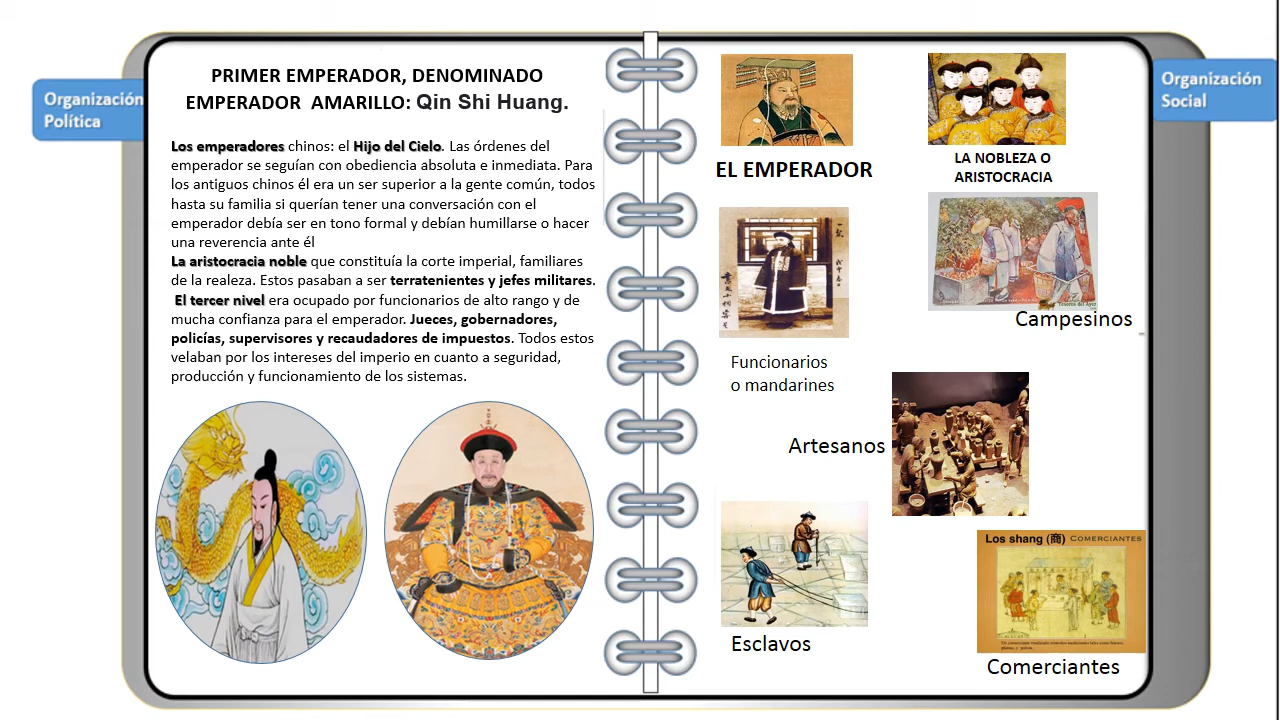 Organización
Política
PRIMER EMPERADOR, DENOMINADO
EMPERADOR AMARILLO: Qin Shi Huang.
Los emperadores chinos: el Hijo del Cielo. Las órdenes del
emperador se seguían con obediencia absoluta e inmediata. Para
los antiguos chinos él era un ser superior a la gente común, todos
hasta su familia si querían tener una conversación con el
emperador debía ser en tono formal y debían humillarse o hacer
una reverencia ante él
La aristocracia noble que constituía la corte imperial, familiares
de la realeza. Estos pasaban a ser terratenientes y jefes militares.
El tercer nivel era ocupado por funcionarios de alto rango y de
mucha confianza para el emperador. Jueces, gobernadores,
policías, supervisores y recaudadores de impuestos. Todos estos
velaban por los intereses del imperio en cuanto a seguridad,
producción y funcionamiento de los sistemas.
Organización
Social
EL EMPERADOR
LA NOBLEZA O
ARISTOCRACIA
Funcionarios
o mandarines
Campesinos
Artesanos
Esclavos
Los shang (商) COMERCIANTES
Comerciantes